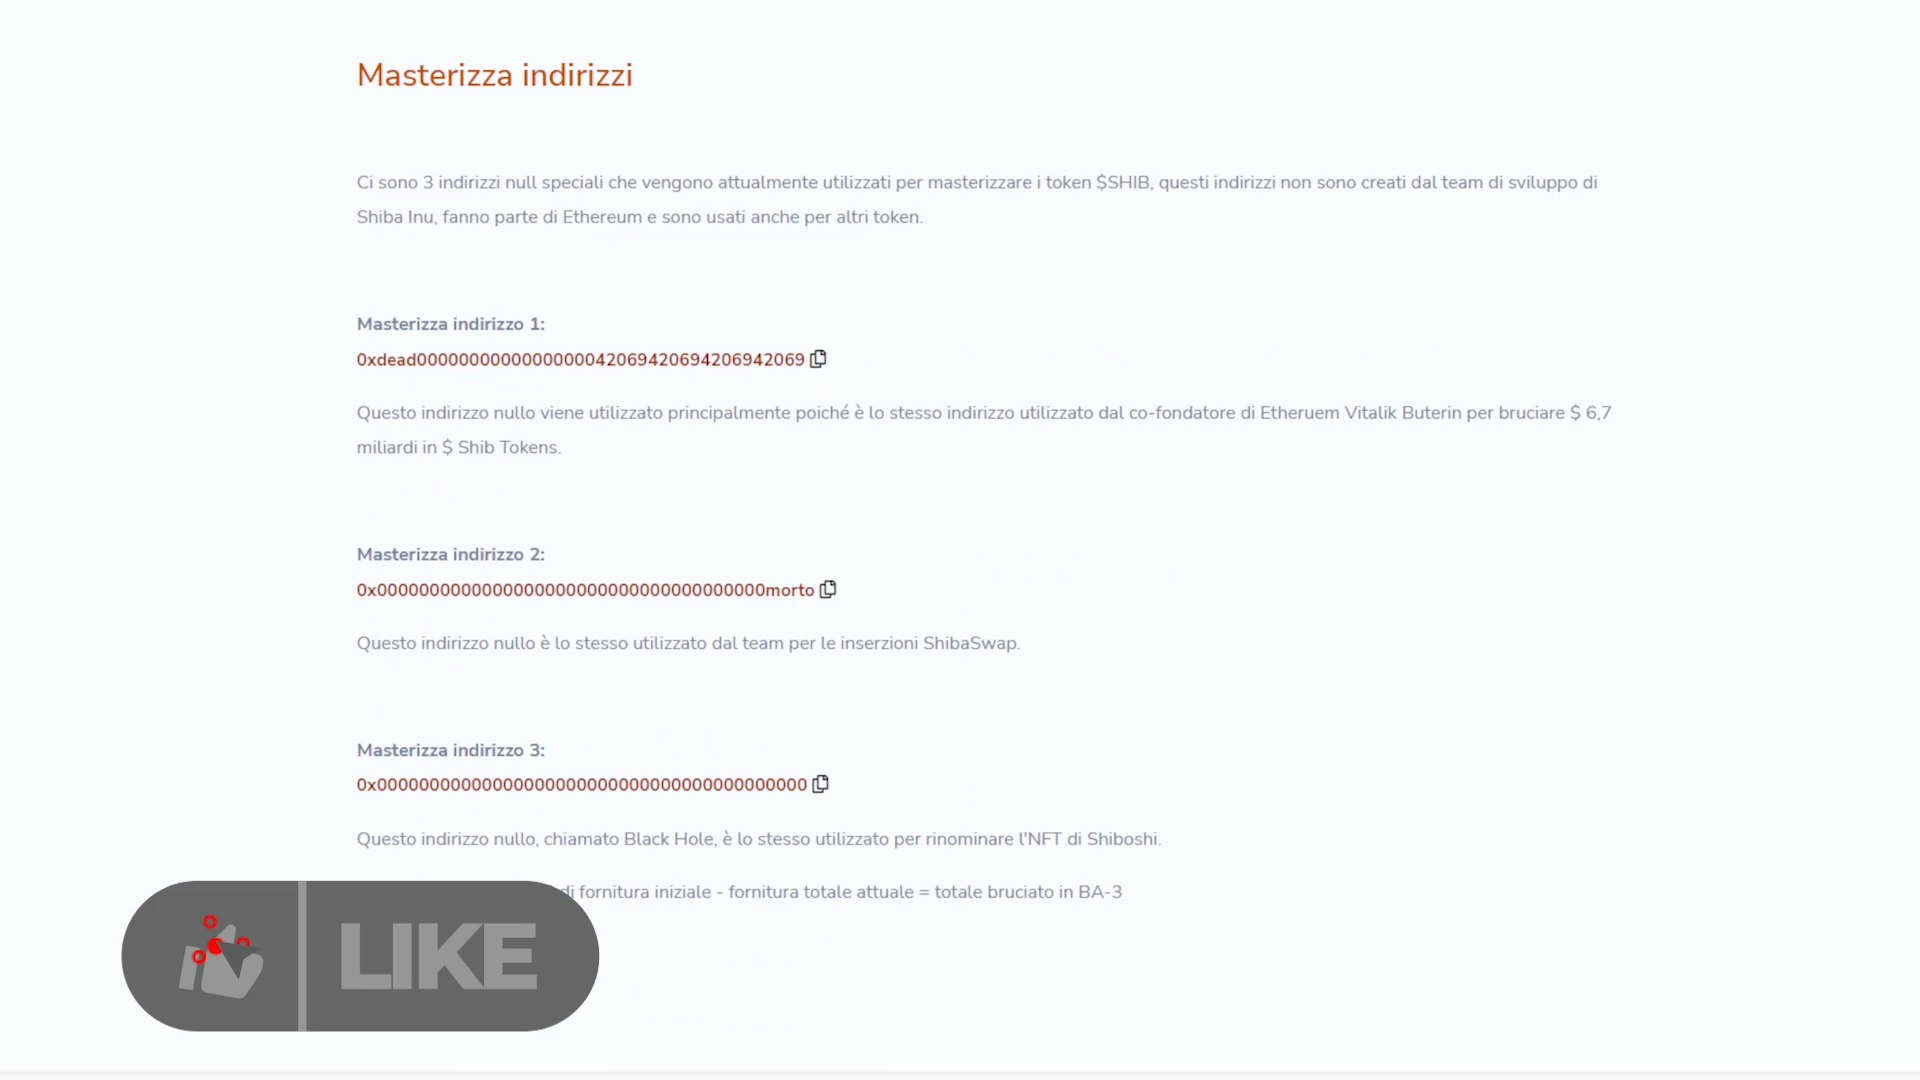 Masterizza indirizzi
Ci sono 3 indirizzi null speciali che vengono attualmente utilizzati per masterizzare i token $SHIB, questi indirizzi non sono creati dal team di sviluppo di
Shiba Inu, fanno parte di Ethereum e sono usati anche per altri token.
Masterizza indirizzo 1:
0xdead000000000000000042069420694206942069
Questo indirizzo nullo viene utilizzato principalmente poiché è lo stesso indirizzo utilizzato dal co-fondatore di Etheruem Vitalik Buterin per bruciare $ 6,7
miliardi in $ Shib Tokens.
Masterizza indirizzo 2:
0x000000000000000000000000000000000000morto
Questo indirizzo nullo è lo stesso utilizzato dal team per le inserzioni ShibaSwap.
Masterizza indirizzo 3:
0x0000000000000000000000000000000000000000
Questo indirizzo nullo, chiamato Black Hole, è lo stesso utilizzato per rinominare l'NFT di Shiboshi.
di fornitura iniziale - fornitura totale attuale = totale bruciato in BA-3
LIKE